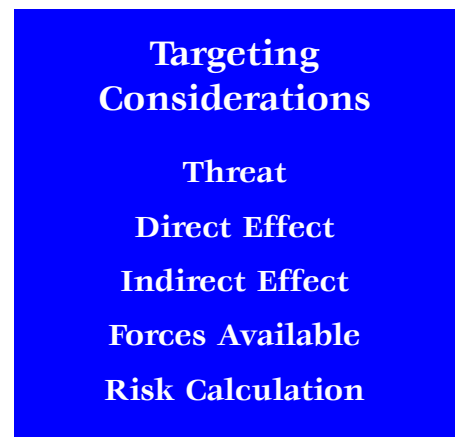 Targeting
Considerations
Threat
Direct Effect
Indirect Effect
Forces Available
Risk Calculation